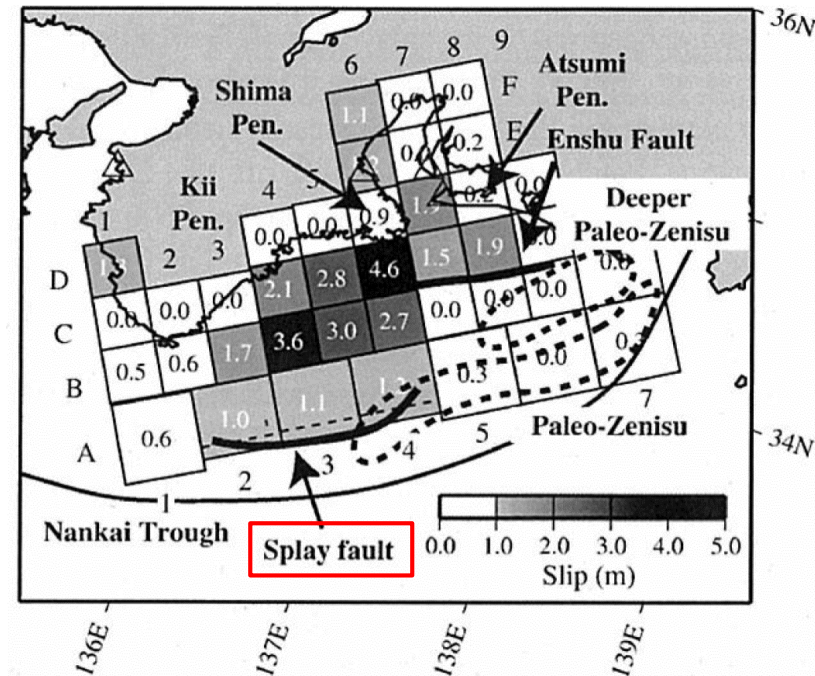 36N
7
8
9
6
F
Shima
Pen.
Atsumi
Pen.
0.0
0.0
1.1
E
Enshu Fault
0.2
Kii
Pen.
4
5
1
0.9
0.2
0.0
Deeper
Paleo-Zenisu
0.0
0.0
1.9
2
3
D
2.1
2.8
4.6
1.5
1.9
0.0
0.0
0.0
0.0
0.0
C
0.0
0.0
0.0
3.6
3.0
2.7
1.7
B
0.5
0.6
0.3
0.0
0.3
1.0
1.1
7
A
0.6
Paleo-Zenisu
34N
5
4
3
2
1
Nankai Trough
Splay fault
0.0
1.0
2.0
3.0
4.0
5.0
Slip (m)
136E
137E
138E
139E